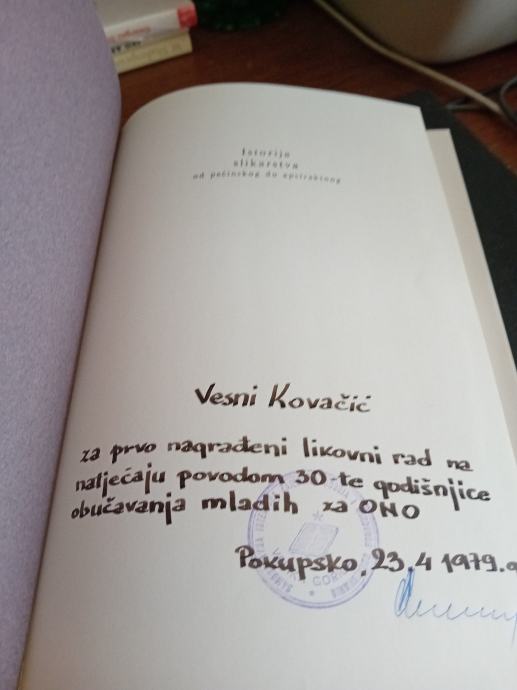 Istorija
slikarstva
od pećinskog do apstraktnog
Vesni Kovačić
za prvo nagrađeni likovni rad na
natječaju povodom 30-te godišnjice
obučavanja mladih za ONO
Pokupsko, 23.4 1979.g